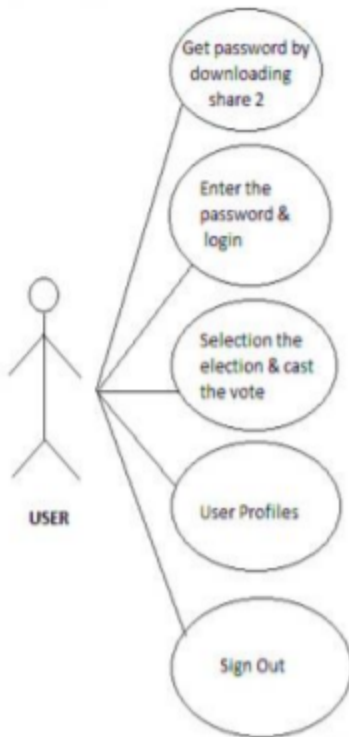 Get password by
downloading
share 2
Enter the
password &
login
Selection the
election & cast
the vote
User Profiles
USER
Sign Out